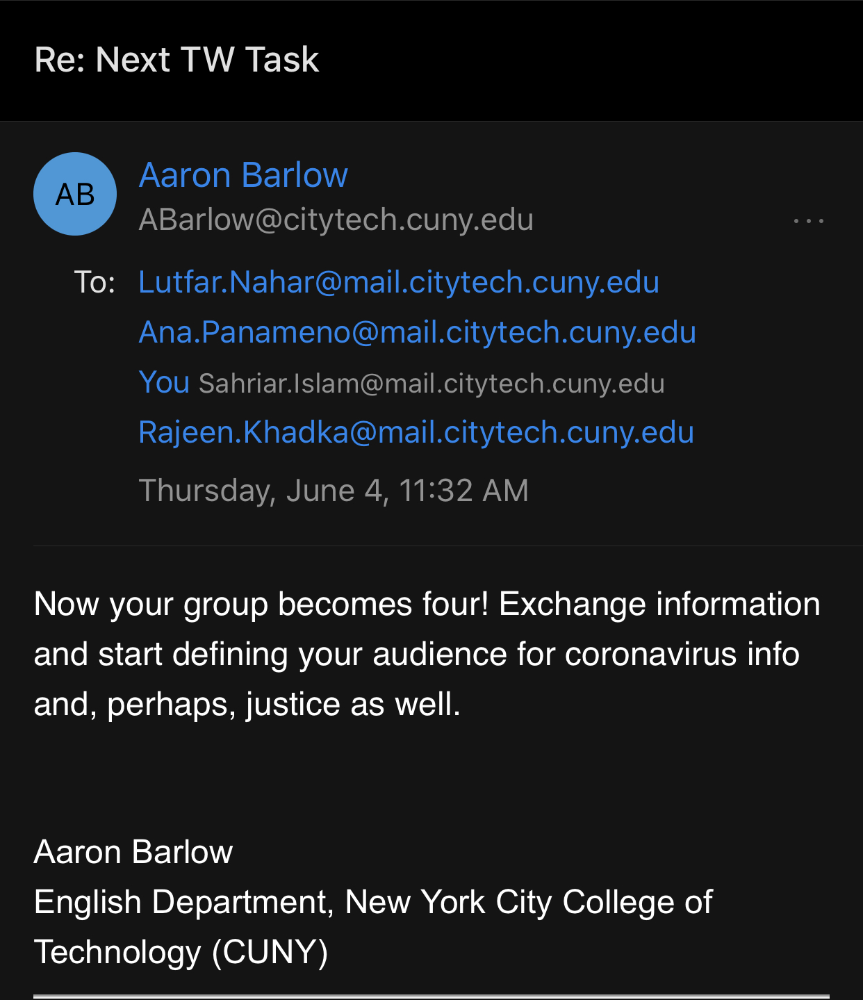 Re: Next TW Task
AB
Aaron Barlow
ABarlow@citytech.cuny.edu
...
To: Lutfar.Nahar@mail.citytech.cuny.edu
Ana.Panameno@mail.citytech.cuny.edu
You Sahriar.Islam@mail.citytech.cuny.edu
Rajeen.Khadka@mail.citytech.cuny.edu
Thursday, June 4, 11:32 AM
Now your group becomes four! Exchange information
and start defining your audience for coronavirus info
and, perhaps, justice as well.
Aaron Barlow
English Department, New York City College of
Technology (CUNY)